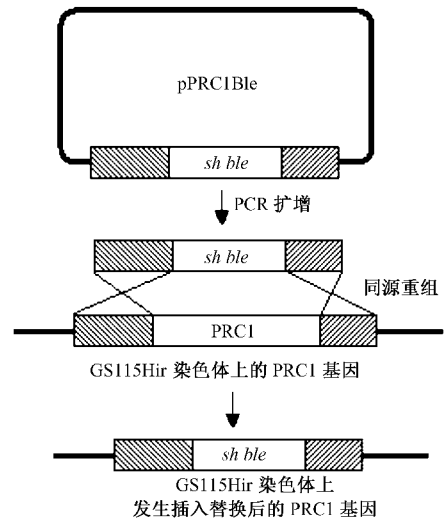 pPRC1Ble
sh ble
PCR 扩增
sh ble
同源重组
PRC1
GS115Hir 染色体上的 PRC1 基因
sh ble
GS115Hir 染色体上
发生插入替换后的 PRC1 基因